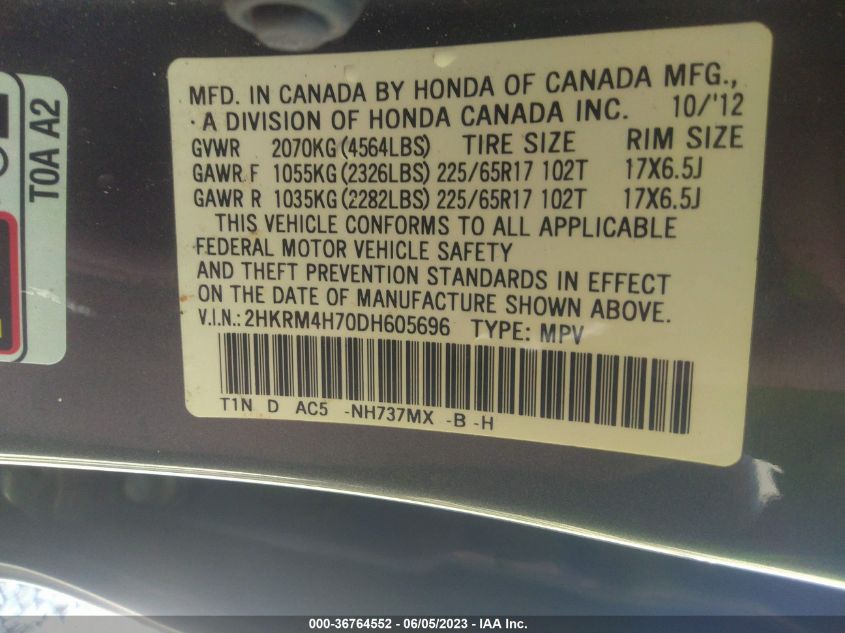 MFD. IN CANADA BY HONDA OF CANADA MFG.,
A DIVISION OF HONDA CANADA INC. 10/'12
GVWR 2070KG(4564LBS) TIRE SIZE RIM SIZE
GAWR F 1055KG(2326LBS) 225/65R17 102T 17X6.5J
GAWR R 1035KG(2282LBS) 225/65R17 102T 17X6.5J
THIS VEHICLE CONFORMS TO ALL APPLICABLE
FEDERAL MOTOR VEHICLE SAFETY
AND THEFT PREVENTION STANDARDS IN EFFECT
ON THE DATE OF MANUFACTURE SHOWN ABOVE.
V.I.N.: 2HKRM4H70DH605696 TYPE: MPV
T1N D AC5 -NH737MX -B -H
T0A A2
000-36764552 - 06/05/2023 - IAA Inc.